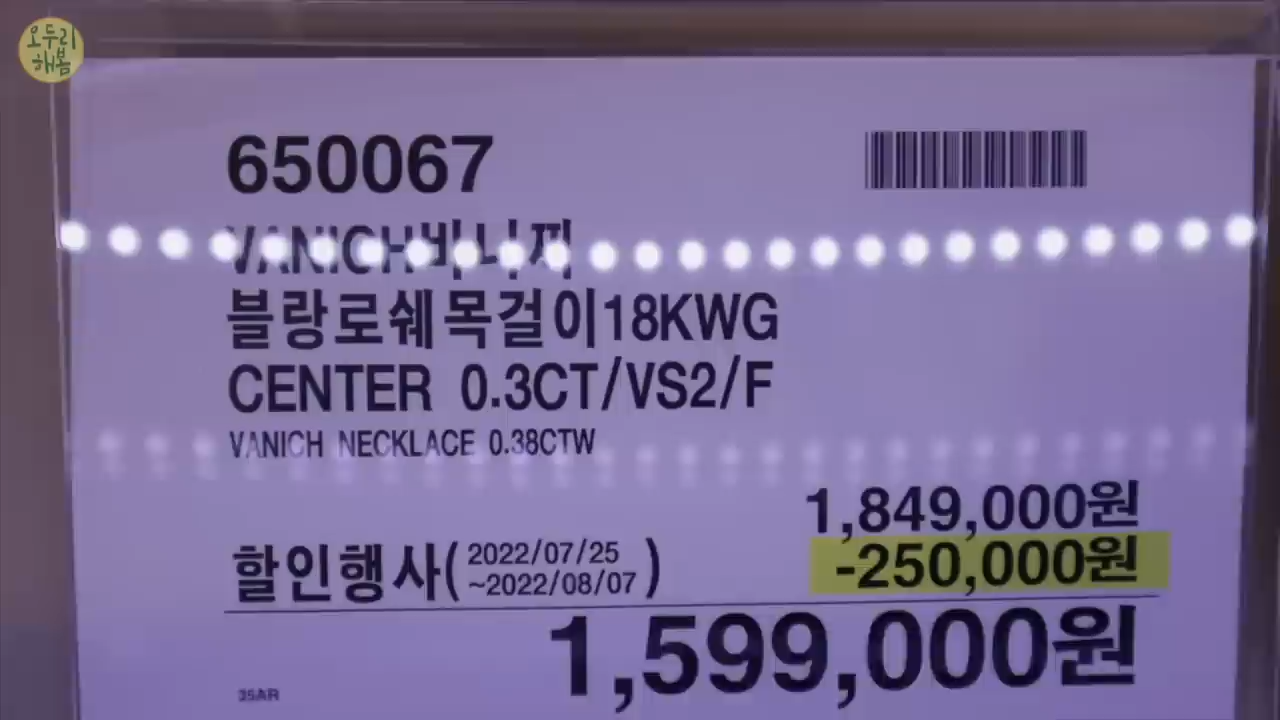 오두리
해봄
650067
VANICH바니찌
블랑로쉐목걸이18KWG
CENTER 0.3CT/VS2/F
VANICH NECKLACE 0.38CTW
1,849,000원
-250,000원
할인행사(2022/07/25
~2022/08/07)
1,599,000원
35AR